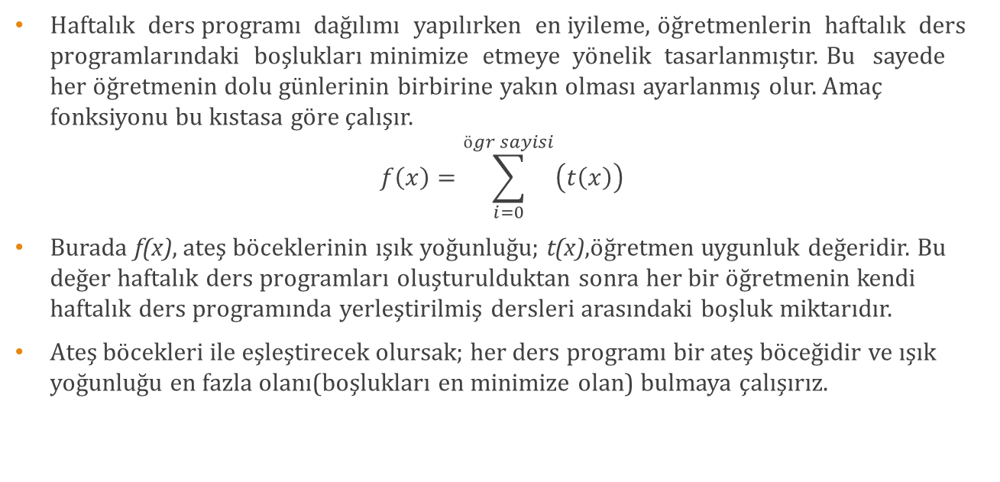 • Haftalık ders programı dağılımı yapılırken en iyileme, öğretmenlerin haftalık ders
programlarındaki boşlukları minimize etmeye yönelik tasarlanmıştır. Bu sayede
her öğretmenin dolu günlerinin birbirine yakın olması ayarlanmış olur. Amaç
fonksiyonu bu kıstasa göre çalışır.
ögr sayisi
f(x) = ∑ (t(x))
i=0
• Burada f(x), ateş böceklerinin ışık yoğunluğu; t(x),öğretmen uygunluk değeridir. Bu
değer haftalık ders programları oluşturulduktan sonra her bir öğretmenin kendi
haftalık ders programında yerleştirilmiş dersleri arasındaki boşluk miktarıdır.
• Ateş böcekleri ile eşleştirecek olursak; her ders programı bir ateş böceğidir ve ışık
yoğunluğu en fazla olanı(boşlukları en minimize olan) bulmaya çalışırız.